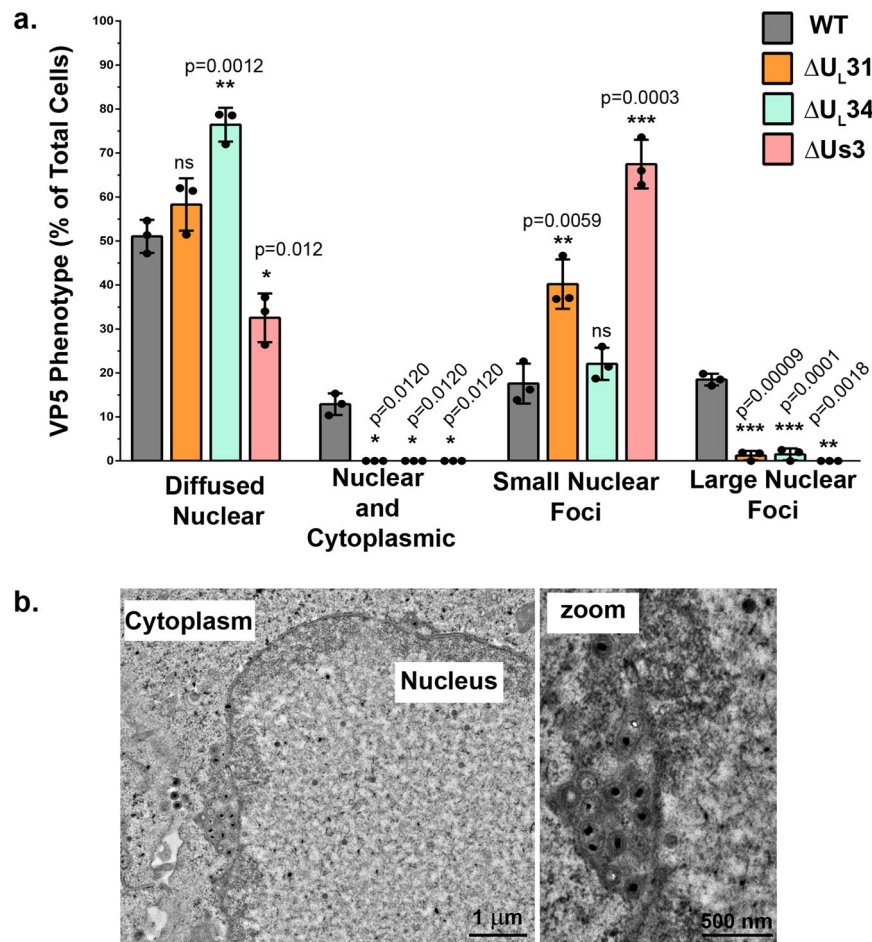 a.
VP5 Phenotype (% of Total Cells)
100
90
80
70
60
50
40
30
20
10
0
WT
ΔUL31
ΔUL34
ΔUs3
ns
p=0.0012
**
p=0.012
*
p=0.0120
*
p=0.0120
*
p=0.0120
*
p=0.0059
**
ns
p=0.0003
***
p=0.00009
***
p=0.0001
***
p=0.0018
**
Diffused
Nuclear
Nuclear
and
Cytoplasmic
Small Nuclear
Foci
Large Nuclear
Foci
b.
Cytoplasm
Nucleus
1 μm
zoom
500 nm